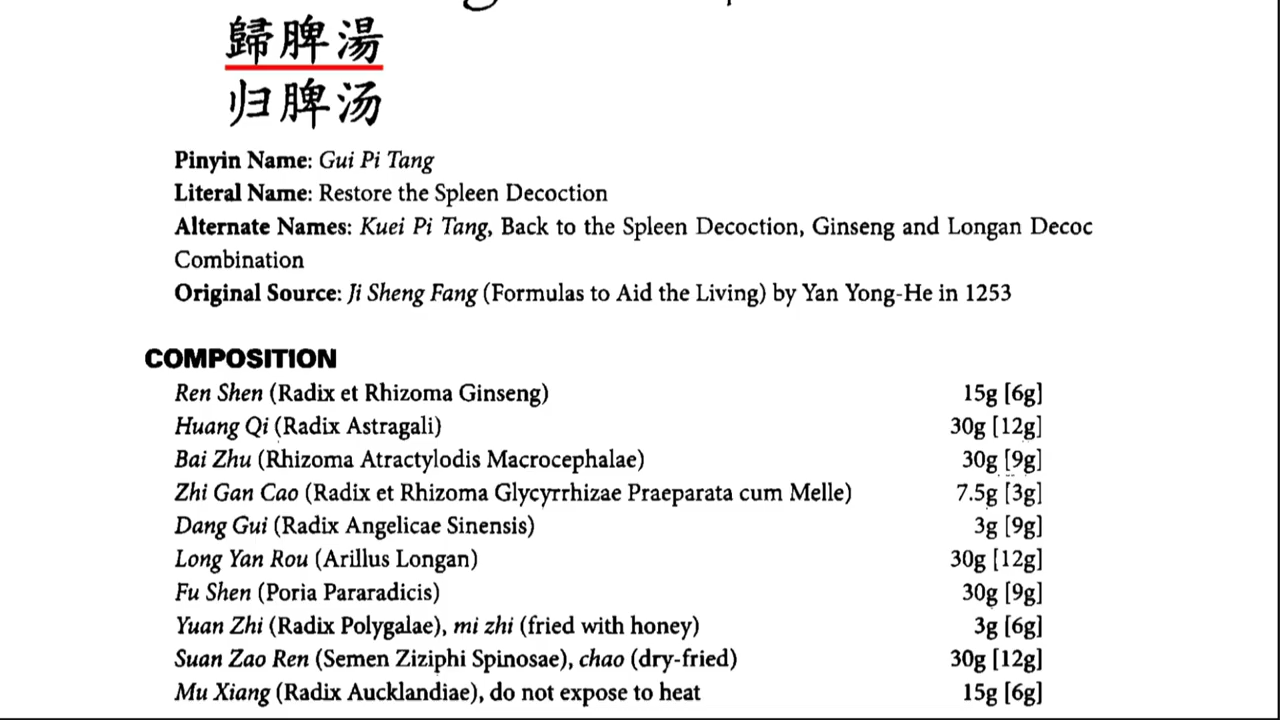 歸脾湯
归脾汤
Pinyin Name: Gui Pi Tang
Literal Name: Restore the Spleen Decoction
Alternate Names: Kuei Pi Tang, Back to the Spleen Decoction, Ginseng and Longan Decoc
Combination
Original Source: Ji Sheng Fang (Formulas to Aid the Living) by Yan Yong-He in 1253
COMPOSITION
Ren Shen (Radix et Rhizoma Ginseng) 15g [6g]
Huang Qi (Radix Astragali) 30g [12g]
Bai Zhu (Rhizoma Atractylodis Macrocephalae) 30g [9g]
Zhi Gan Cao (Radix et Rhizoma Glycyrrhizae Praeparata cum Melle) 7.5g [3g]
Dang Gui (Radix Angelicae Sinensis) 3g [9g]
Long Yan Rou (Arillus Longan) 30g [12g]
Fu Shen (Poria Pararadicis) 30g [9g]
Yuan Zhi (Radix Polygalae), mi zhi (fried with honey) 3g [6g]
Suan Zao Ren (Semen Ziziphi Spinosae), chao (dry-fried) 30g [12g]
Mu Xiang (Radix Aucklandiae), do not expose to heat 15g [6g]